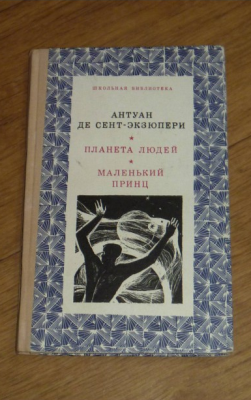 ШКОЛЬНАЯ БИБЛИОТЕКА
АНТУАН
ДЕ СЕНТ-ЭКЗЮПЕРИ
ПЛАНЕТА ЛЮДЕЙ
МАЛЕНЬКИЙ
ПРИНЦ